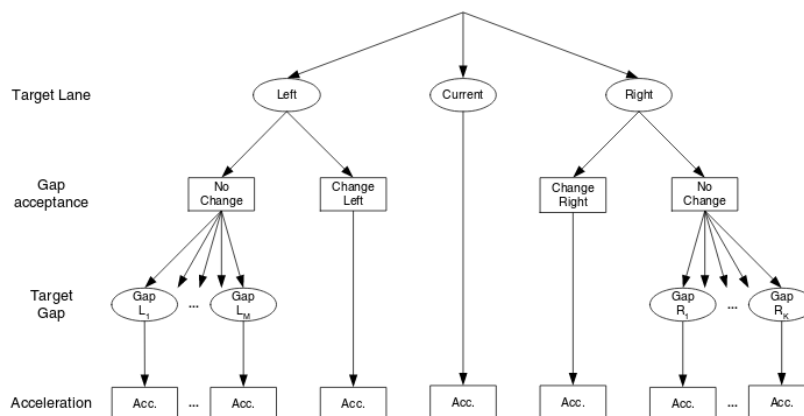 Target Lane
Left
Current
Right
Gap
acceptance
No
Change
Change
Left
Change
Right
No
Change
Target
Gap
Gap
L1
...
Gap
LM
Gap
R1
...
Gap
RK
Acceleration
Acc.
...
Acc.
Acc.
Acc.
Acc.
Acc.
...
Acc.